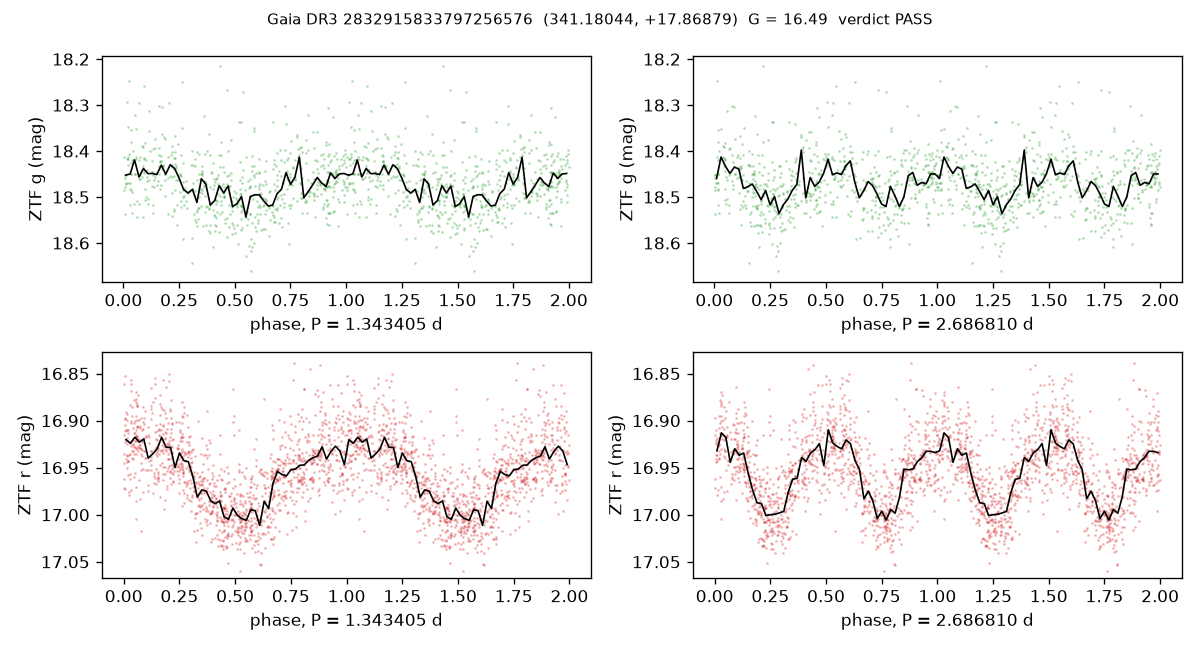 Gaia DR3 2832915833797256576  (341.18044, +17.86879)  G = 16.49  verdict PASS
18.2
18.3
18.4
18.5
18.6
ZTF g (mag)
0.00 0.25 0.50 0.75 1.00 1.25 1.50 1.75 2.00
phase, P = 1.343405 d
18.2
18.3
18.4
18.5
18.6
ZTF g (mag)
0.00 0.25 0.50 0.75 1.00 1.25 1.50 1.75 2.00
phase, P = 2.686810 d
16.85
16.90
16.95
17.00
17.05
ZTF r (mag)
0.00 0.25 0.50 0.75 1.00 1.25 1.50 1.75 2.00
phase, P = 1.343405 d
16.85
16.90
16.95
17.00
17.05
ZTF r (mag)
0.00 0.25 0.50 0.75 1.00 1.25 1.50 1.75 2.00
phase, P = 2.686810 d